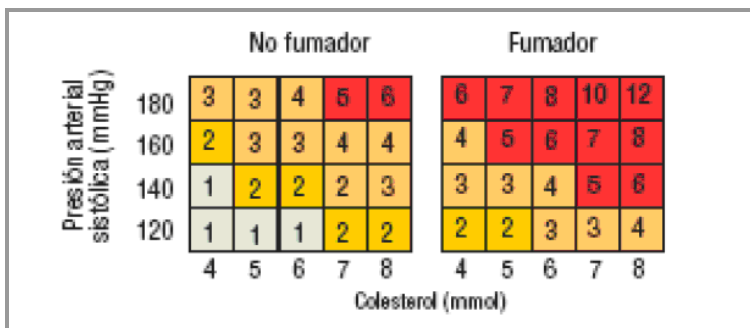 No fumador Fumador
Presión arterial
sistólica (mmHg)
180 3 3 4 5 6 6 7 8 10 12
160 2 3 3 4 4 4 5 6 7 8
140 1 2 2 2 3 3 3 4 5 6
120 1 1 1 2 2 2 2 3 3 4
4 5 6 7 8 4 5 6 7 8
Colesterol (mmol)